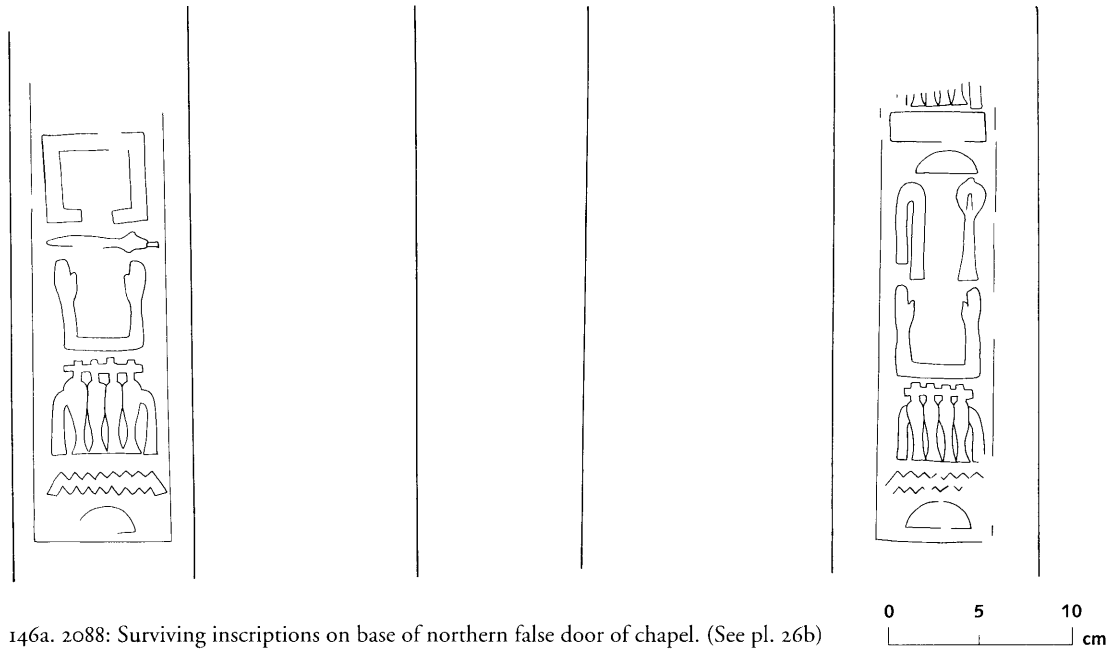 𓉐
𓂓
𓏃
𓈖
𓏏
𓈙
𓏏
𓋴
𓂓
𓏃
𓈖
𓏏
0 5 10
cm
146a. 2088: Surviving inscriptions on base of northern false door of chapel. (See pl. 26b)